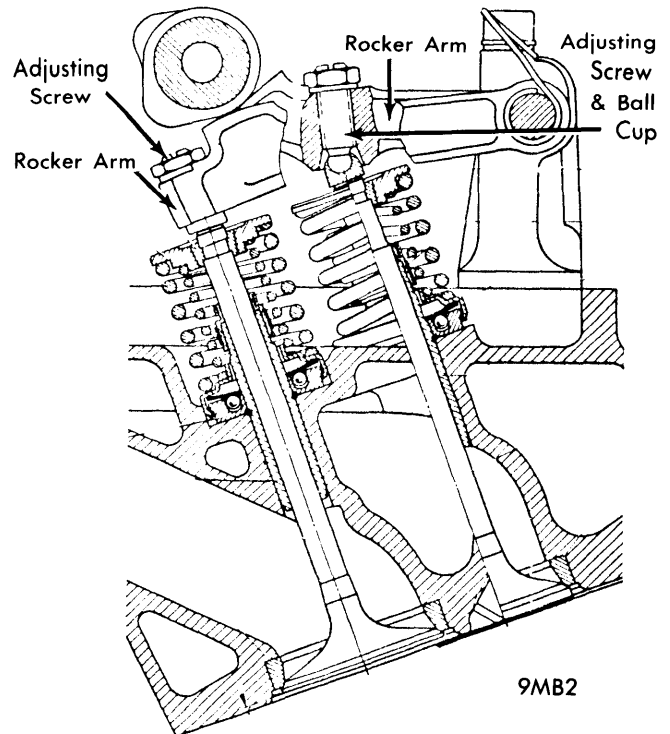 Rocker Arm
Adjusting
Screw
& Ball
Cup
Adjusting
Screw
Rocker Arm
9MB2